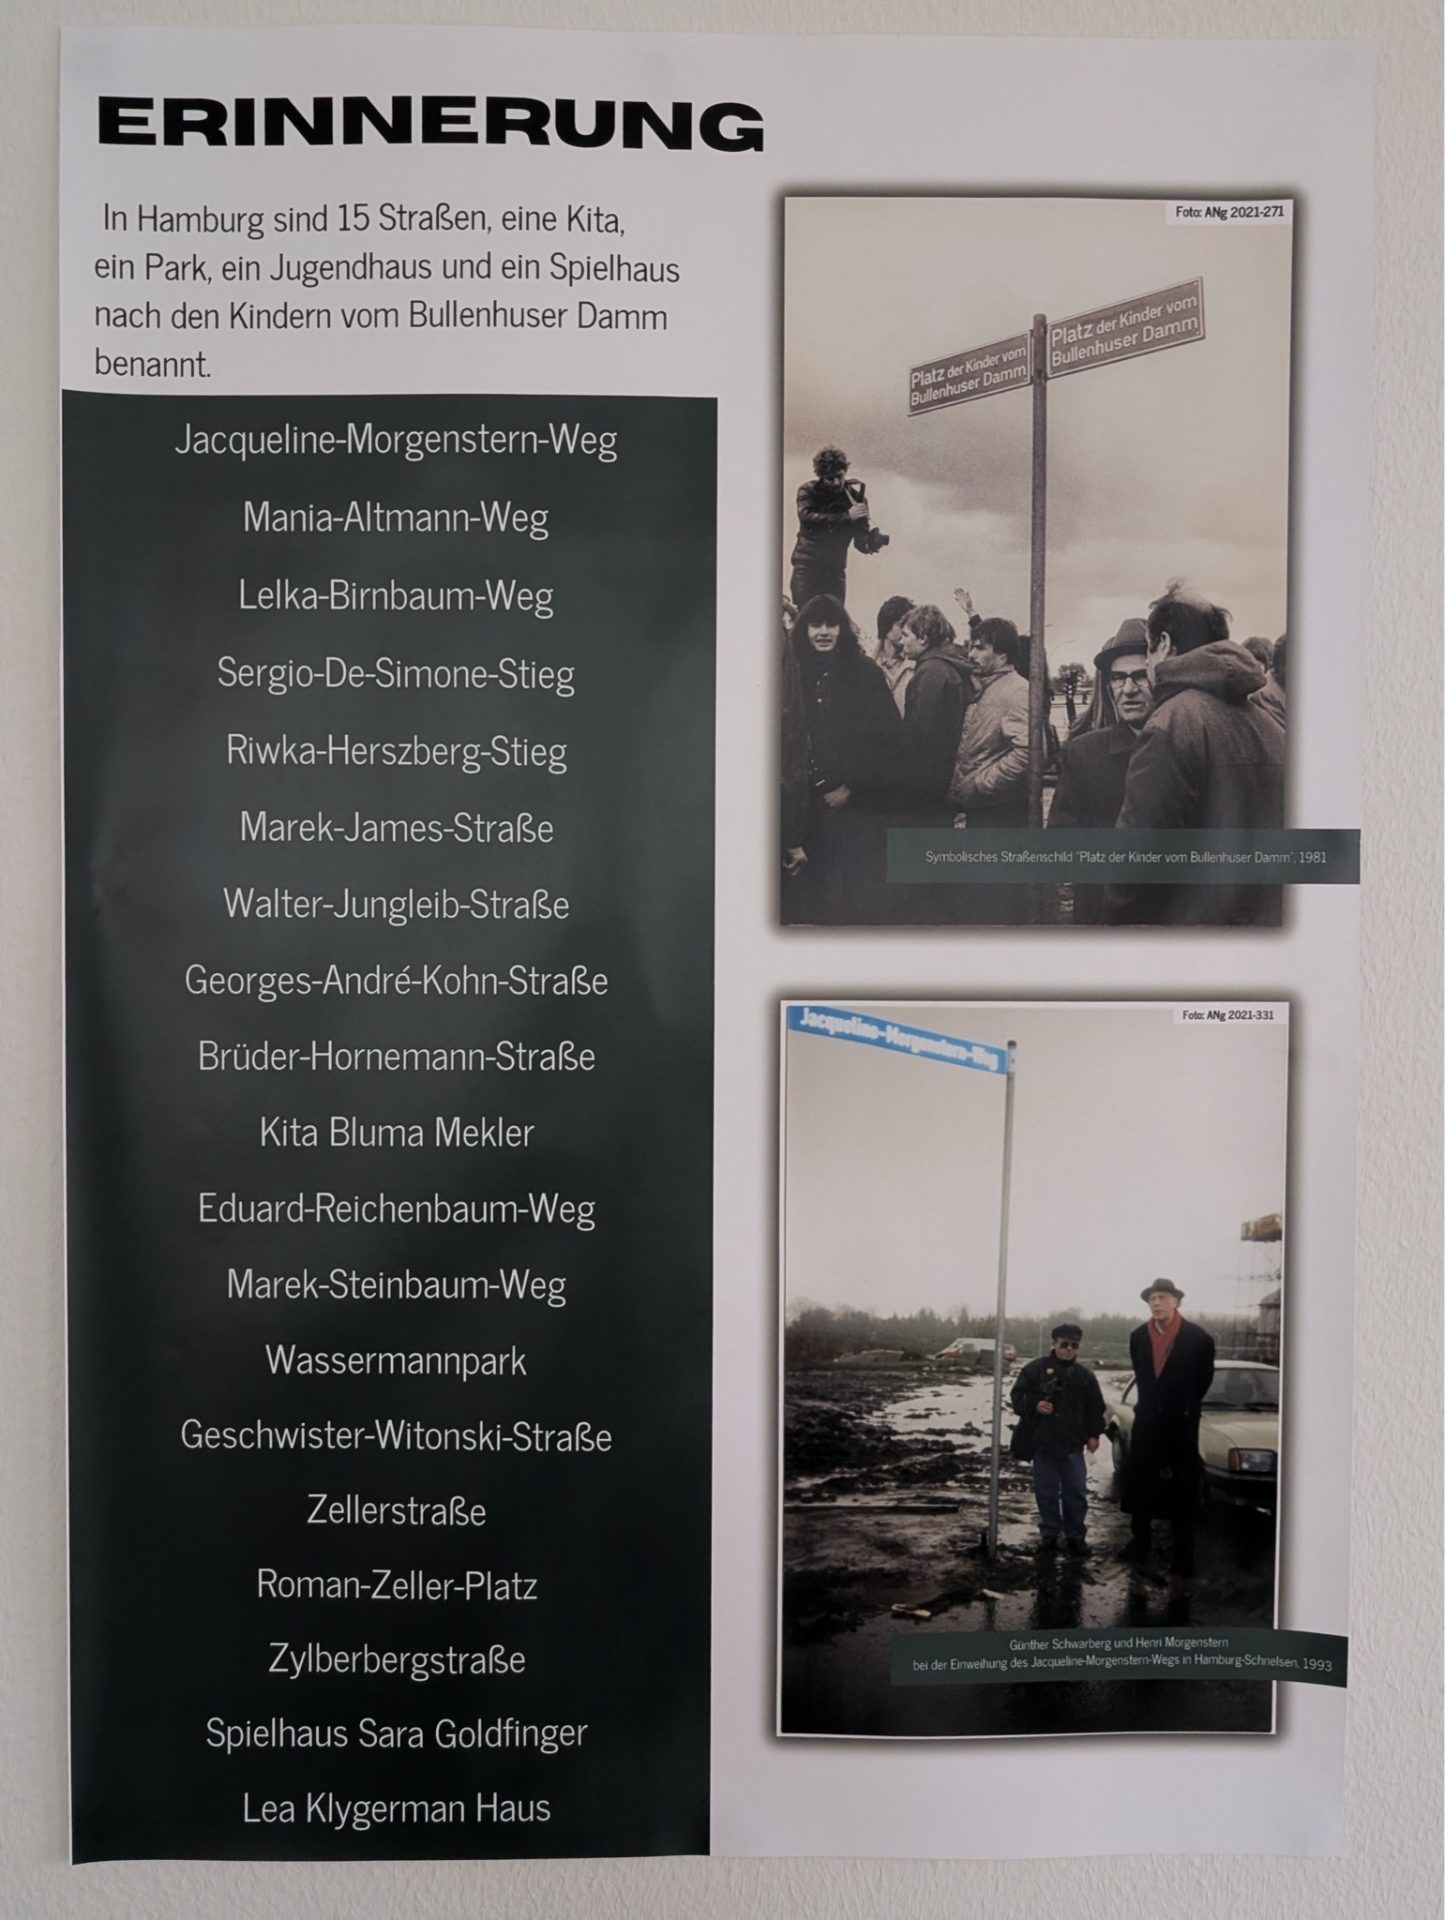 ERINNERUNG
In Hamburg sind 15 Straßen, eine Kita,
ein Park, ein Jugendhaus und ein Spielhaus
nach den Kindern vom Bullenhuser Damm
benannt.
Jacqueline-Morgenstern-Weg
Mania-Altmann-Weg
Lelka-Birnbaum-Weg
Sergio-De-Simone-Stieg
Riwka-Herszberg-Stieg
Marek-James-Straße
Walter-Jungleib-Straße
Georges-André-Kohn-Straße
Brüder-Hornemann-Straße
Kita Bluma Mekler
Eduard-Reichenbaum-Weg
Marek-Steinbaum-Weg
Wassermannpark
Geschwister-Witonski-Straße
Zellerstraße
Roman-Zeller-Platz
Zylberbergstraße
Spielhaus Sara Goldfinger
Lea Klygerman Haus
Foto: ANg 2021-271
Platz der Kinder vom
Bullenhuser Damm
Platz der Kinder vom
Bullenhuser Damm
Symbolisches Straßenschild "Platz der Kinder vom Bullenhuser Damm", 1981
Foto: ANg 2021-331
Jacqueline-Morgenstern-Weg
Günther Schwarberg und Henri Morgenstern
bei der Einweihung des Jacqueline-Morgenstern-Wegs in Hamburg-Schnelsen, 1993